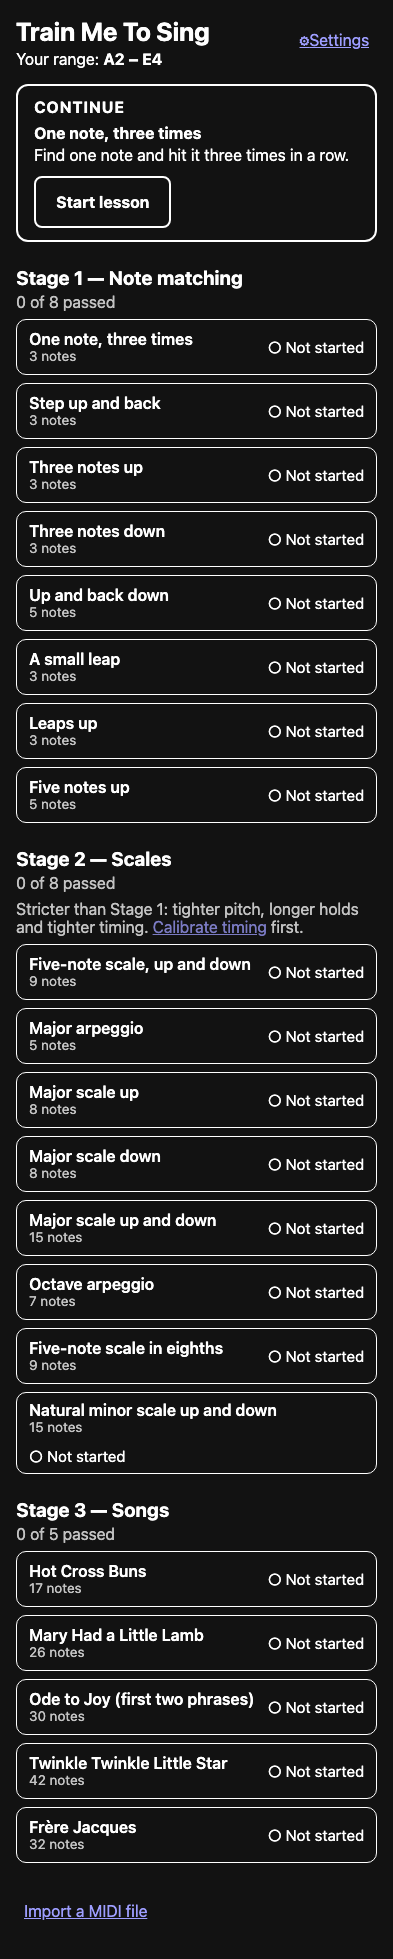 Train Me To Sing
⚙Settings
Your range: A2 – E4
CONTINUE
One note, three times
Find one note and hit it three times in a row.
Start lesson
Stage 1 — Note matching
0 of 8 passed
One note, three times
3 notes
Not started
Step up and back
3 notes
Not started
Three notes up
3 notes
Not started
Three notes down
3 notes
Not started
Up and back down
5 notes
Not started
A small leap
3 notes
Not started
Leaps up
3 notes
Not started
Five notes up
5 notes
Not started
Stage 2 — Scales
0 of 8 passed
Stricter than Stage 1: tighter pitch, longer holds
and tighter timing. Calibrate timing first.
Five-note scale, up and down
9 notes
Not started
Major arpeggio
5 notes
Not started
Major scale up
8 notes
Not started
Major scale down
8 notes
Not started
Major scale up and down
15 notes
Not started
Octave arpeggio
7 notes
Not started
Five-note scale in eighths
9 notes
Not started
Natural minor scale up and down
15 notes
Not started
Stage 3 — Songs
0 of 5 passed
Hot Cross Buns
17 notes
Not started
Mary Had a Little Lamb
26 notes
Not started
Ode to Joy (first two phrases)
30 notes
Not started
Twinkle Twinkle Little Star
42 notes
Not started
Frère Jacques
32 notes
Not started
Import a MIDI file